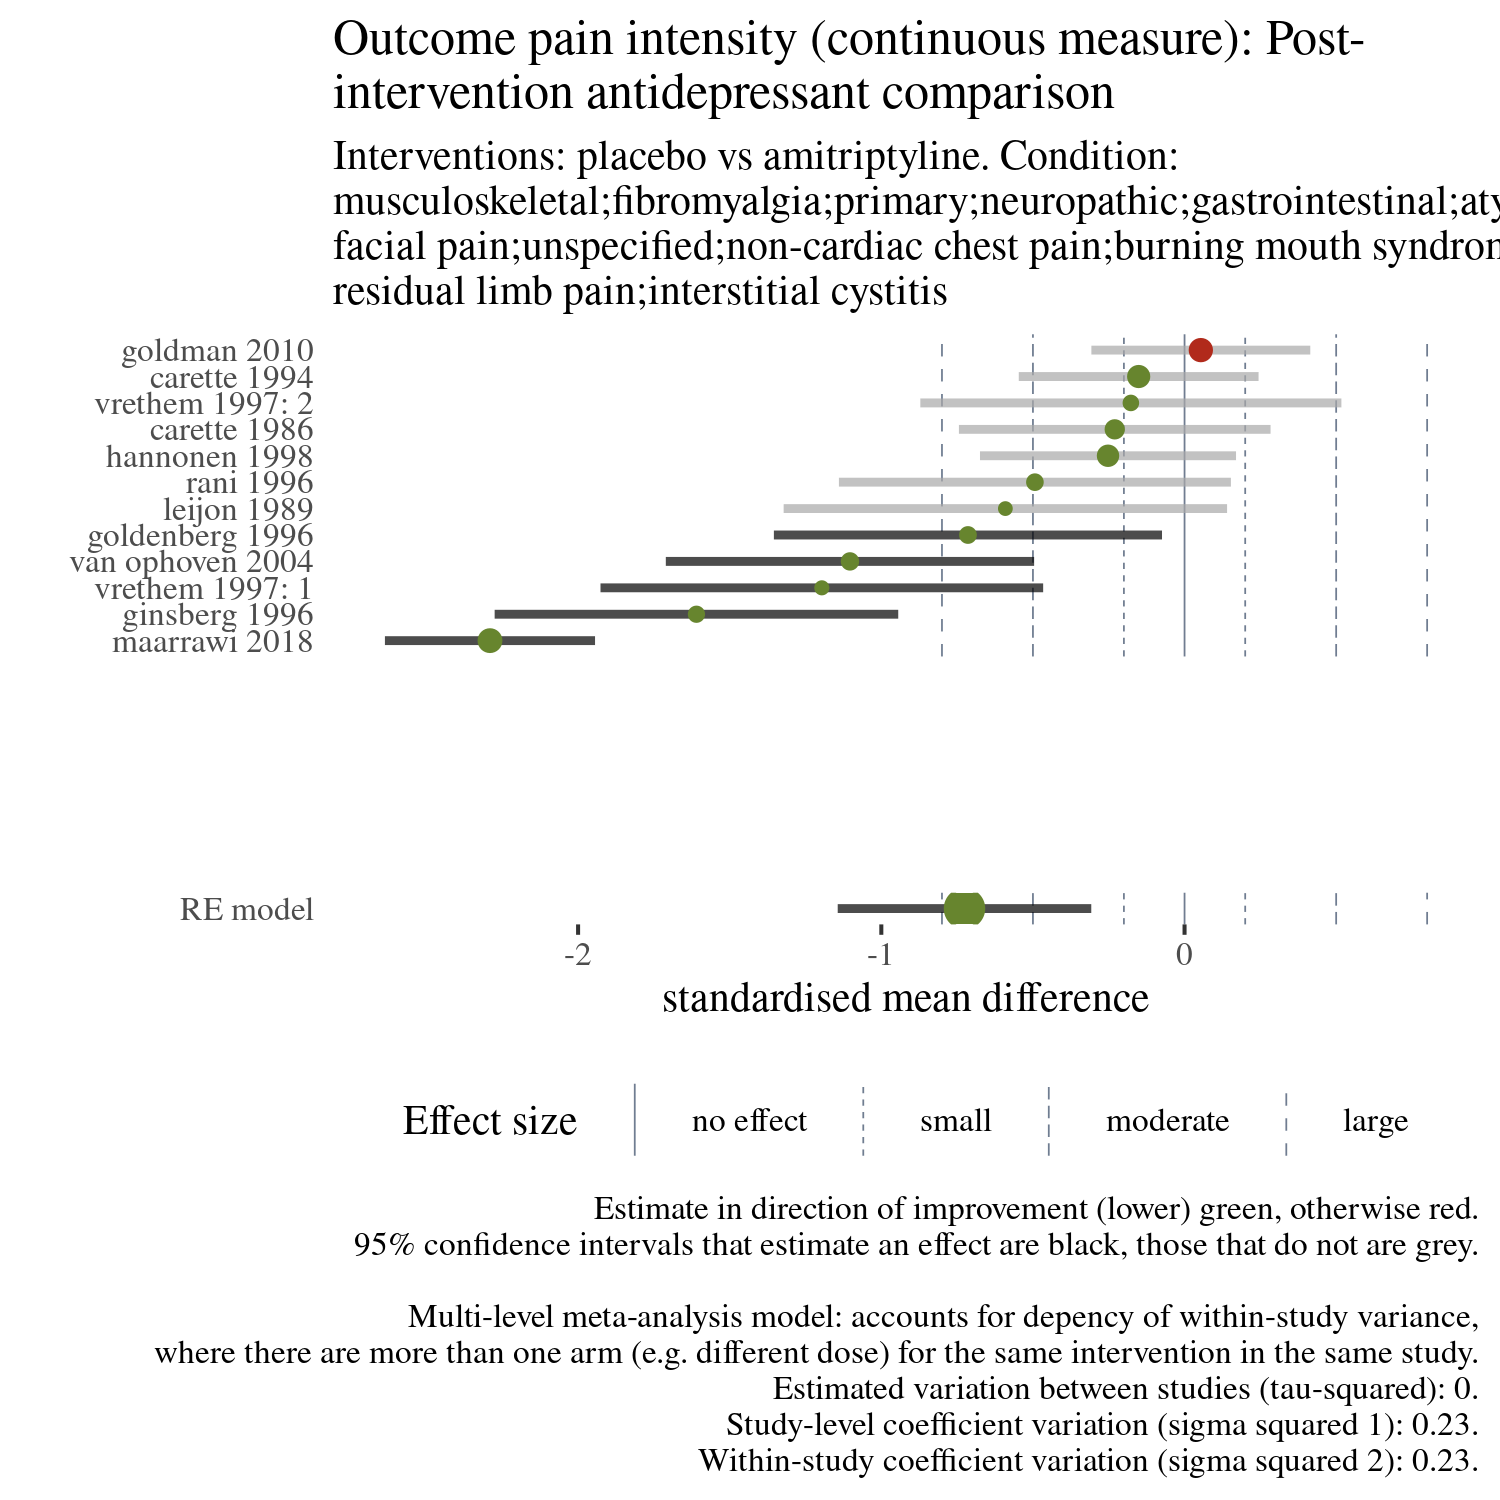 Outcome pain intensity (continuous measure): Post-
intervention antidepressant comparison
Interventions: placebo vs amitriptyline. Condition:
musculoskeletal;fibromyalgia;primary;neuropathic;gastrointestinal;
facial pain;unspecified;non-cardiac chest pain;burning mouth
residual limb pain;interstitial cystitis
goldman 2010
carette 1994
vrethem 1997: 2
carette 1986
hannonen 1998
rani 1996
leijon 1989
goldenberg 1996
van ophoven 2004
vrethem 1997: 1
ginsberg 1996
maarrawi 2018
RE model
-2 -1 0
standardised mean difference
Effect size no effect small moderate large
Estimate in direction of improvement (lower) green, otherwise red.
95% confidence intervals that estimate an effect are black, those that do not are grey.
Multi-level meta-analysis model: accounts for depency of within-study variance,
where there are more than one arm (e.g. different dose) for the same intervention in the same study.
Estimated variation between studies (tau-squared): 0.
Study-level coefficient variation (sigma squared 1): 0.23.
Within-study coefficient variation (sigma squared 2): 0.23.